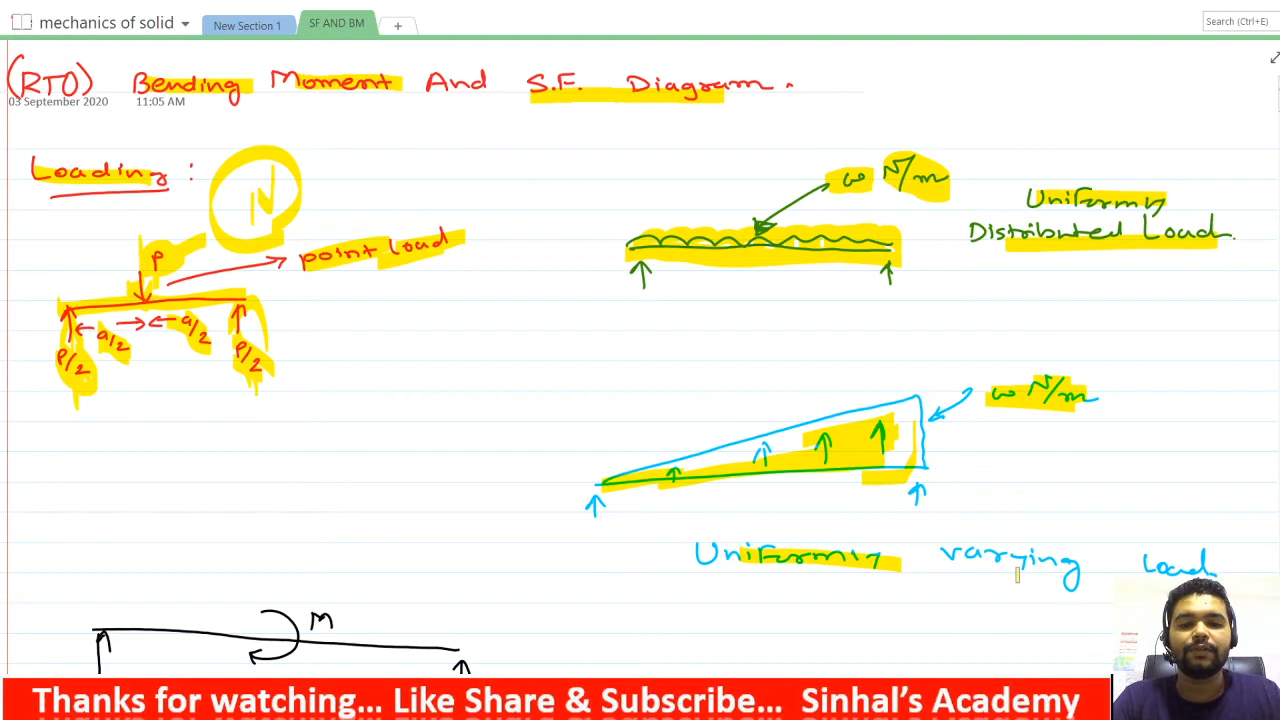 mechanics of solid
New Section 1
SF AND BM
+
Search (Ctrl+E)
(RTO) Bending Moment And S.F. Diagram.
03 September 2020 11:05 AM
Loading :
N
P
point Load
a/2 a/2
P/2 P/2
w N/m
Uniformly
Distributed Load.
w N/m
Uniformly varying Load
M
Thanks for watching... Like Share & Subscribe... Sinhal's Academy